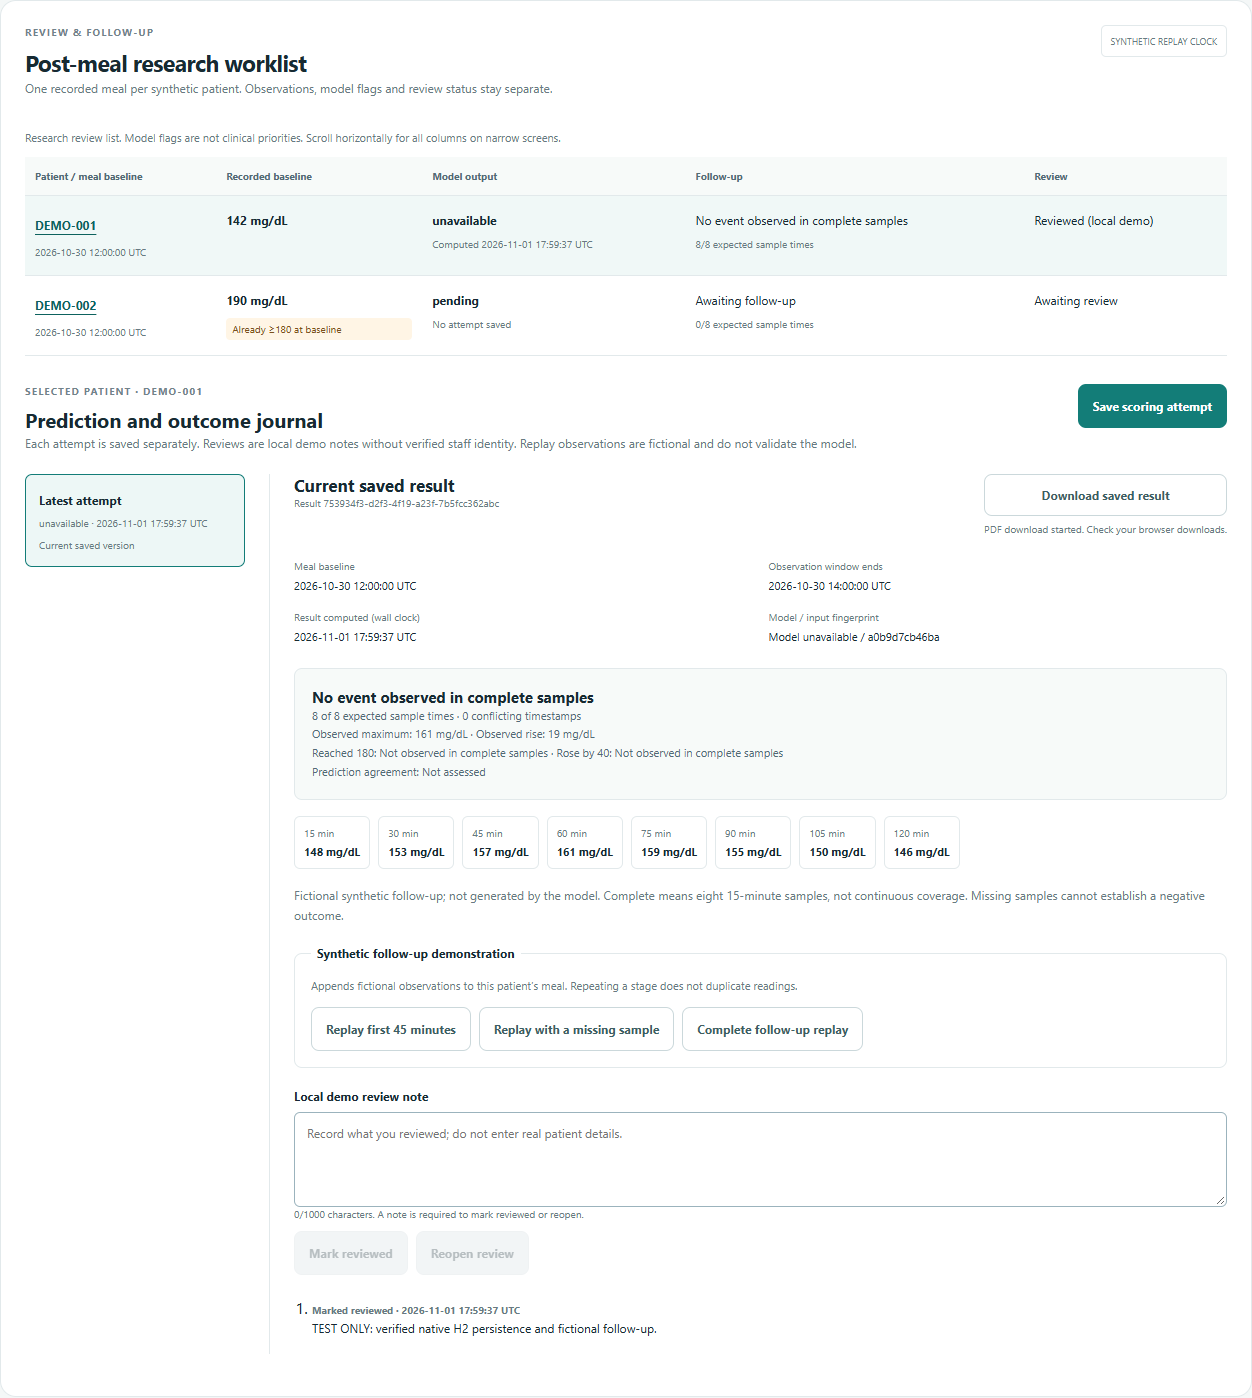 REVIEW & FOLLOW-UP
Post-meal research worklist
One recorded meal per synthetic patient. Observations, model flags and review status stay separate.
SYNTHETIC REPLAY CLOCK
Research review list. Model flags are not clinical priorities. Scroll horizontally for all columns on narrow screens.
Patient / meal baseline Recorded baseline Model output Follow-up Review
DEMO-001 142 mg/dL unavailable No event observed in complete samples Reviewed (local demo)
2026-10-30 12:00:00 UTC Computed 2026-11-01 17:59:37 UTC 8/8 expected sample times
DEMO-002 190 mg/dL pending Awaiting follow-up Awaiting review
2026-10-30 12:00:00 UTC Already ≥180 at baseline No attempt saved 0/8 expected sample times
SELECTED PATIENT · DEMO-001
Prediction and outcome journal
Each attempt is saved separately. Reviews are local demo notes without verified staff identity. Replay observations are fictional and do not validate the model.
Save scoring attempt
Latest attempt
unavailable · 2026-11-01 17:59:37 UTC
Current saved version
Current saved result
Result 753934f3-d2f3-4f19-a23f-7b5fcc362abc
Download saved result
PDF download started. Check your browser downloads.
Meal baseline
2026-10-30 12:00:00 UTC
Observation window ends
2026-10-30 14:00:00 UTC
Result computed (wall clock)
2026-11-01 17:59:37 UTC
Model / input fingerprint
Model unavailable / a0b9d7cb46ba
No event observed in complete samples
8 of 8 expected sample times · 0 conflicting timestamps
Observed maximum: 161 mg/dL · Observed rise: 19 mg/dL
Reached 180: Not observed in complete samples · Rose by 40: Not observed in complete samples
Prediction agreement: Not assessed
15 min 30 min 45 min 60 min 75 min 90 min 105 min 120 min
148 mg/dL 153 mg/dL 157 mg/dL 161 mg/dL 159 mg/dL 155 mg/dL 150 mg/dL 146 mg/dL
Fictional synthetic follow-up; not generated by the model. Complete means eight 15-minute samples, not continuous coverage. Missing samples cannot establish a negative
outcome.
Synthetic follow-up demonstration
Appends fictional observations to this patient's meal. Repeating a stage does not duplicate readings.
Replay first 45 minutes Replay with a missing sample Complete follow-up replay
Local demo review note
Record what you reviewed; do not enter real patient details.
0/1000 characters. A note is required to mark reviewed or reopen.
Mark reviewed Reopen review
1. Marked reviewed · 2026-11-01 17:59:37 UTC
TEST ONLY: verified native H2 persistence and fictional follow-up.